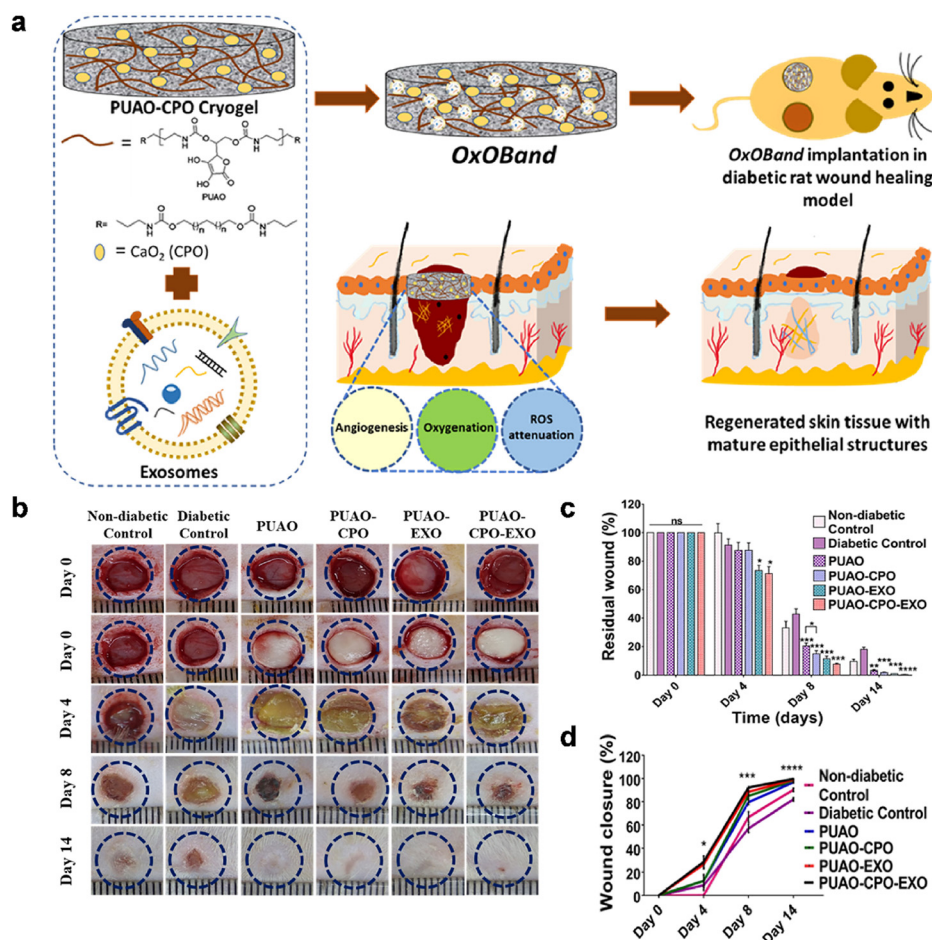 a
PUAO-CPO Cryogel
R
N
H
O
O
O
O
N
H
R
HO
HO
O
O
PUAO
R=
N
H
O
O
n
n
O
O
N
H
= CaO₂ (CPO)
Exosomes
OxOBand
OxOBand implantation in
diabetic rat wound healing
model
Angiogenesis
Oxygenation
ROS
attenuation
Regenerated skin tissue with
mature epithelial structures
b
Non-diabetic
Control
Diabetic
Control
PUAO
PUAO-
CPO
PUAO-
EXO
PUAO-
CPO-EXO
Day 0
Day 0
Day 4
Day 8
Day 14
c
Residual wound (%)
120
100
80
60
40
20
0
ns
* *
*
*** *** *** ***
** *** *** ****
Day 0
Day 4
Day 8
Day 14
Time (days)
Non-diabetic
Control
Diabetic Control
PUAO
PUAO-CPO
PUAO-EXO
PUAO-CPO-EXO
d
Wound closure (%)
120
100
80
60
40
20
0
*
***
****
Day 0
Day 4
Day 8
Day 14
Non-diabetic
Control
Diabetic Control
PUAO
PUAO-CPO
PUAO-EXO
PUAO-CPO-EXO